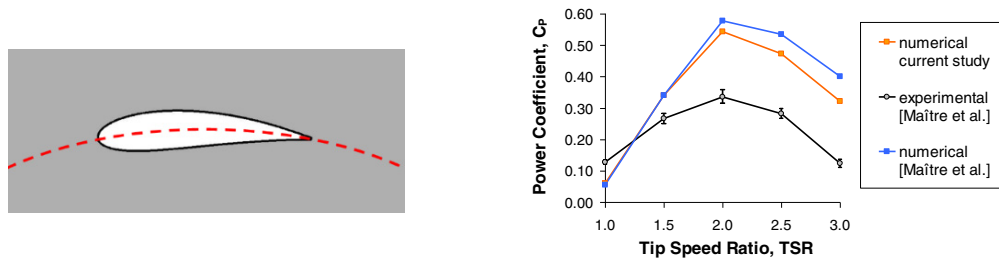 0.60
0.50
0.40
0.30
0.20
0.10
0.00
Power Coefficient, CP
1.0 1.5 2.0 2.5 3.0
Tip Speed Ratio, TSR
numerical
current study
experimental
[Maître et al.]
numerical
[Maître et al.]